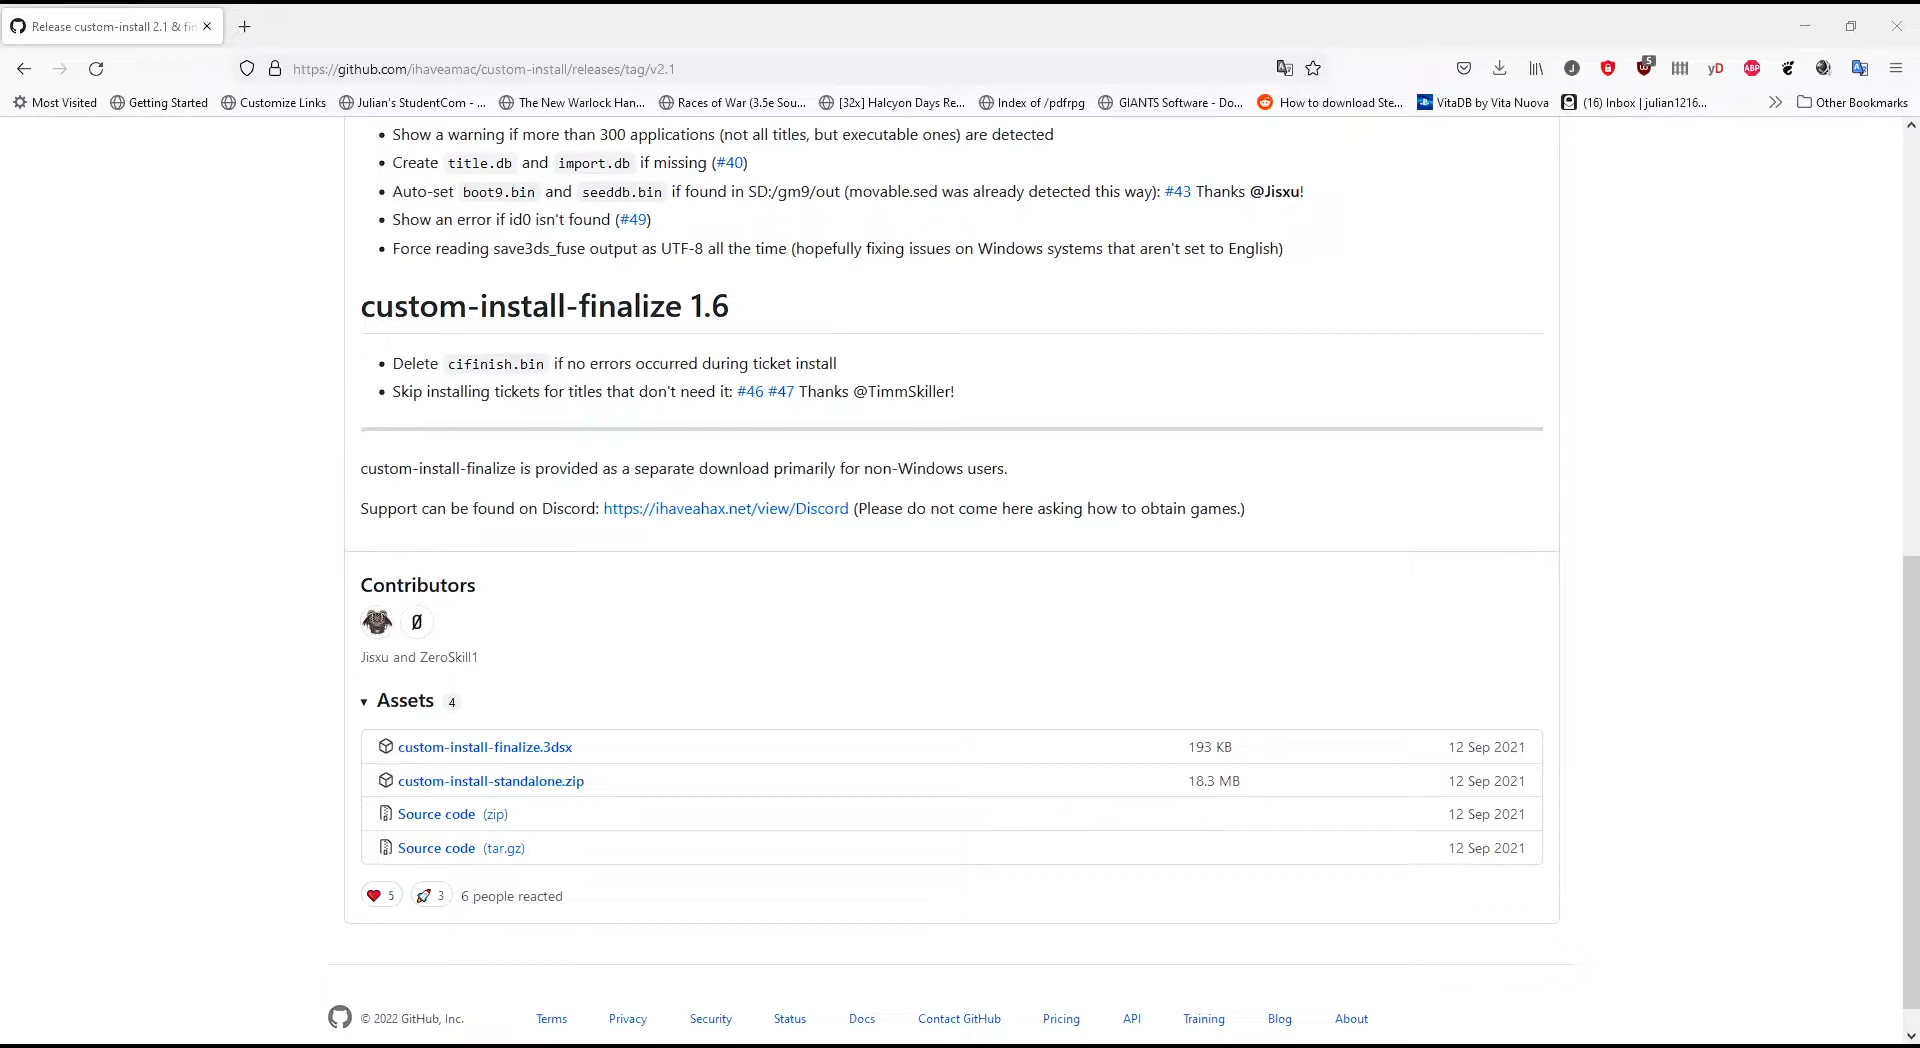 Release custom-install 2.1 & fin
https://github.com/ihaveamac/custom-install/releases/tag/v2.1
5
J
yD
ABP
Most Visited
Getting Started
Customize Links
Julian's StudentCom - ...
The New Warlock Han...
Races of War (3.5e Sou...
[32x] Halcyon Days Re...
Index of /pdfrpg
GIANTS Software - Do...
How to download Ste...
VitaDB by Vita Nuova
(16) Inbox | julian1216...
Other Bookmarks
• Show a warning if more than 300 applications (not all titles, but executable ones) are detected
• Create title.db and import.db if missing (#40)
• Auto-set boot9.bin and seeddb.bin if found in SD:/gm9/out (movable.sed was already detected this way): #43 Thanks @Jisxu!
• Show an error if id0 isn't found (#49)
• Force reading save3ds_fuse output as UTF-8 all the time (hopefully fixing issues on Windows systems that aren't set to English)
custom-install-finalize 1.6
• Delete cifinish.bin if no errors occurred during ticket install
• Skip installing tickets for titles that don't need it: #46 #47 Thanks @TimmSkiller!
custom-install-finalize is provided as a separate download primarily for non-Windows users.
Support can be found on Discord: https://ihaveahax.net/view/Discord (Please do not come here asking how to obtain games.)
Contributors
Ø
Jisxu and ZeroSkill1
Assets 4
custom-install-finalize.3dsx 193 KB 12 Sep 2021
custom-install-standalone.zip 18.3 MB 12 Sep 2021
Source code (zip) 12 Sep 2021
Source code (tar.gz) 12 Sep 2021
5 3 6 people reacted
© 2022 GitHub, Inc. Terms Privacy Security Status Docs Contact GitHub Pricing API Training Blog About